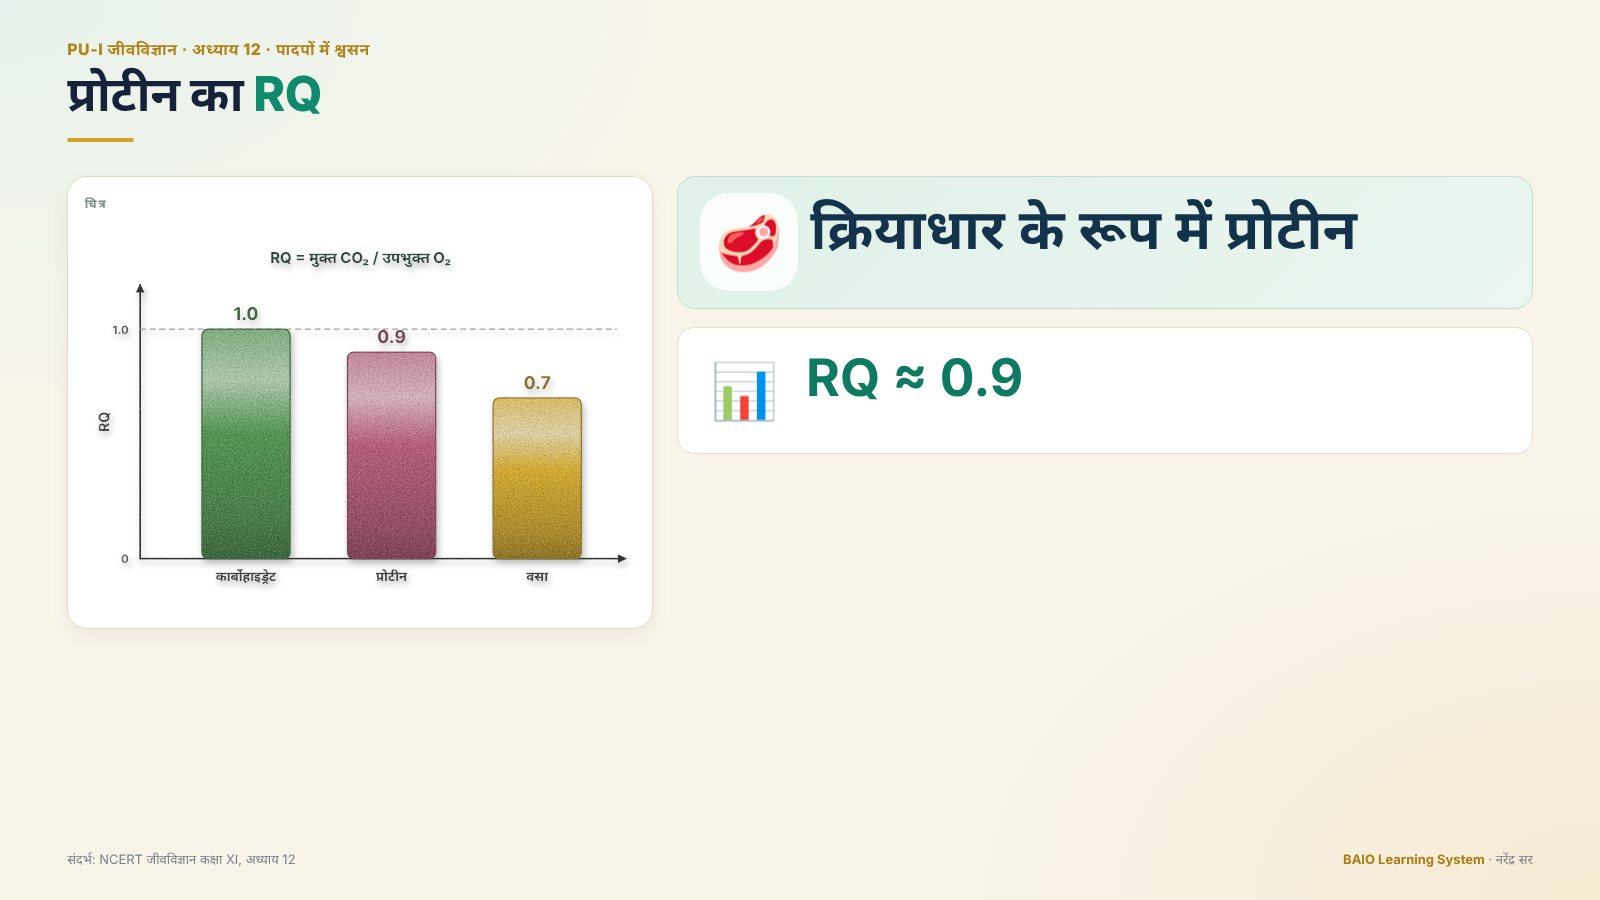 PU-I जीवविज्ञान · अध्याय 12 · पादपों में श्वसन
प्रोटीन का RQ
चित्र
RQ = मुक्त CO₂ / उपभुक्त O₂
1.0
1.0
0.9
0.7
RQ
0
कार्बोहाइड्रेट
प्रोटीन
वसा
क्रियाधार के रूप में प्रोटीन
RQ ≈ 0.9
संदर्भ: NCERT जीवविज्ञान कक्षा XI, अध्याय 12
BAIO Learning System · नरेंद्र सर